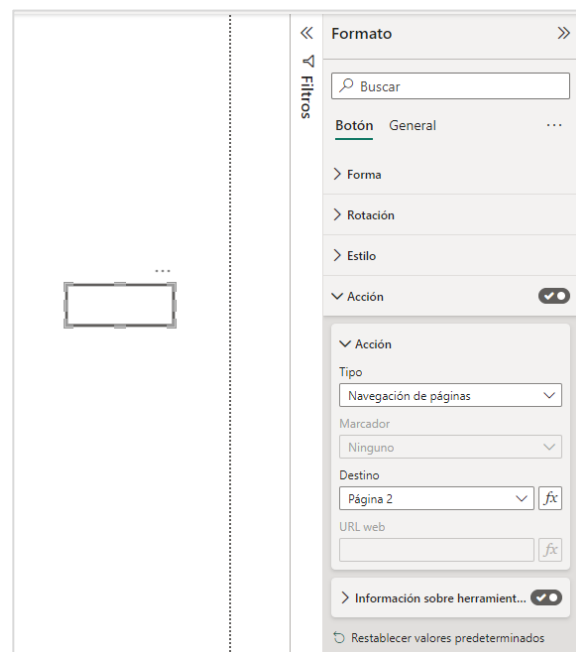 Formato
Filtros
Buscar
Botón General
Forma
Rotación
Estilo
Acción
Acción
Tipo
Navegación de páginas
Marcador
Ninguno
Destino
Página 2
fx
URL web
fx
Información sobre herramient...
Restablecer valores predeterminados